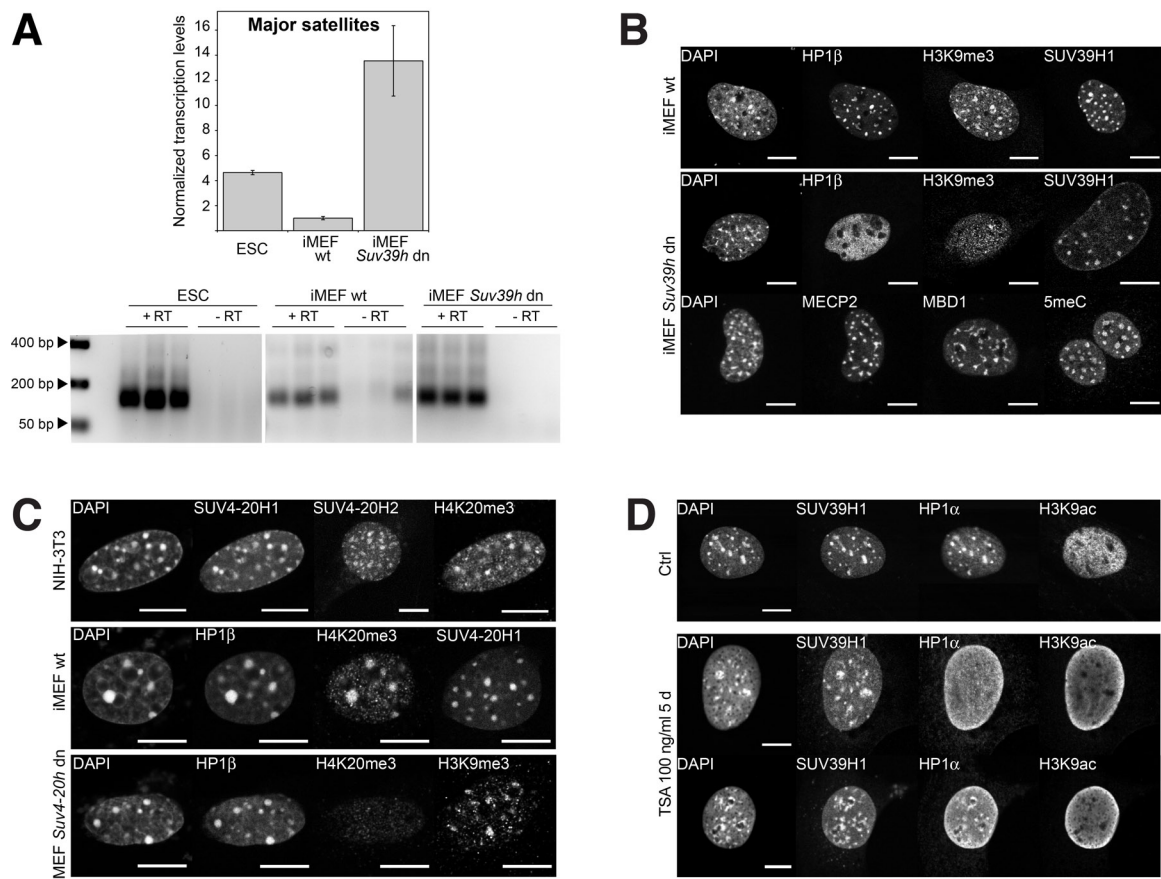 A
Major satellites
Normalized transcription levels
16
14
12
10
8
6
4
2
ESC
iMEF
wt
iMEF
Suv39h dn
ESC
iMEF wt
iMEF Suv39h dn
+ RT
- RT
+ RT
- RT
+ RT
- RT
400 bp
200 bp
50 bp
B
iMEF wt
DAPI
HP1β
H3K9me3
SUV39H1
iMEF Suv39h dn
DAPI
HP1β
H3K9me3
SUV39H1
DAPI
MECP2
MBD1
5meC
C
NIH-3T3
DAPI
SUV4-20H1
SUV4-20H2
H4K20me3
iMEF wt
DAPI
HP1β
H4K20me3
SUV4-20H1
MEF Suv4-20h dn
DAPI
HP1β
H4K20me3
H3K9me3
D
Ctrl
DAPI
SUV39H1
HP1α
H3K9ac
TSA 100 ng/ml 5 d
DAPI
SUV39H1
HP1α
H3K9ac
DAPI
SUV39H1
HP1α
H3K9ac